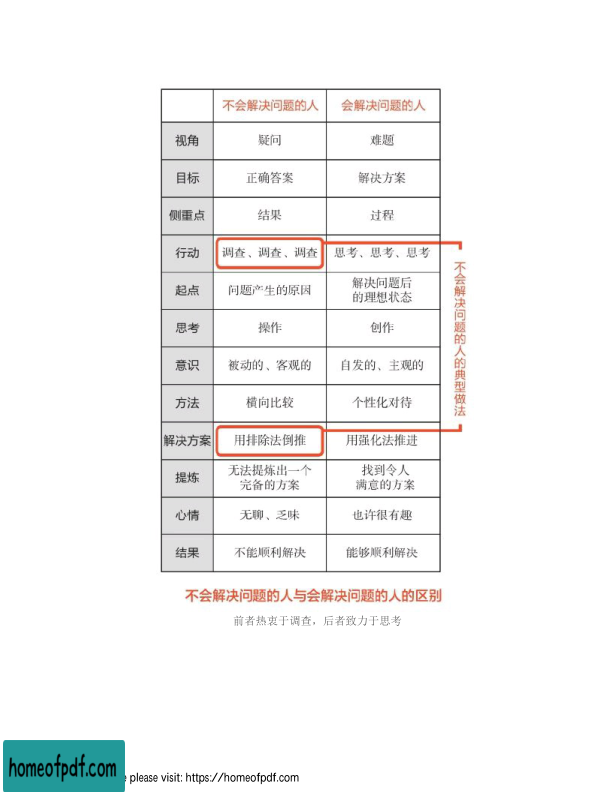 不会解决问题的人 会解决问题的人
视角 疑问 难题
目标 正确答案 解决方案
侧重点 结果 过程
行动 调查、调查、调查 思考、思考、思考
起点 问题产生的原因 解决问题后
的理想状态
思考 操作 创作
意识 被动的、客观的 自发的、主观的
方法 横向比较 个性化对待
解决方案 用排除法倒推 用强化法推进
提炼 无法提炼出一个
完备的方案 找到令人
满意的方案
心情 无聊、乏味 也许很有趣
结果 不能顺利解决 能够顺利解决
不会解决问题的人的典型做法
不会解决问题的人与会解决问题的人的区别
前者热衷于调查，后者致力于思考
homeofpdf.com
please visit: https://homeofpdf.com